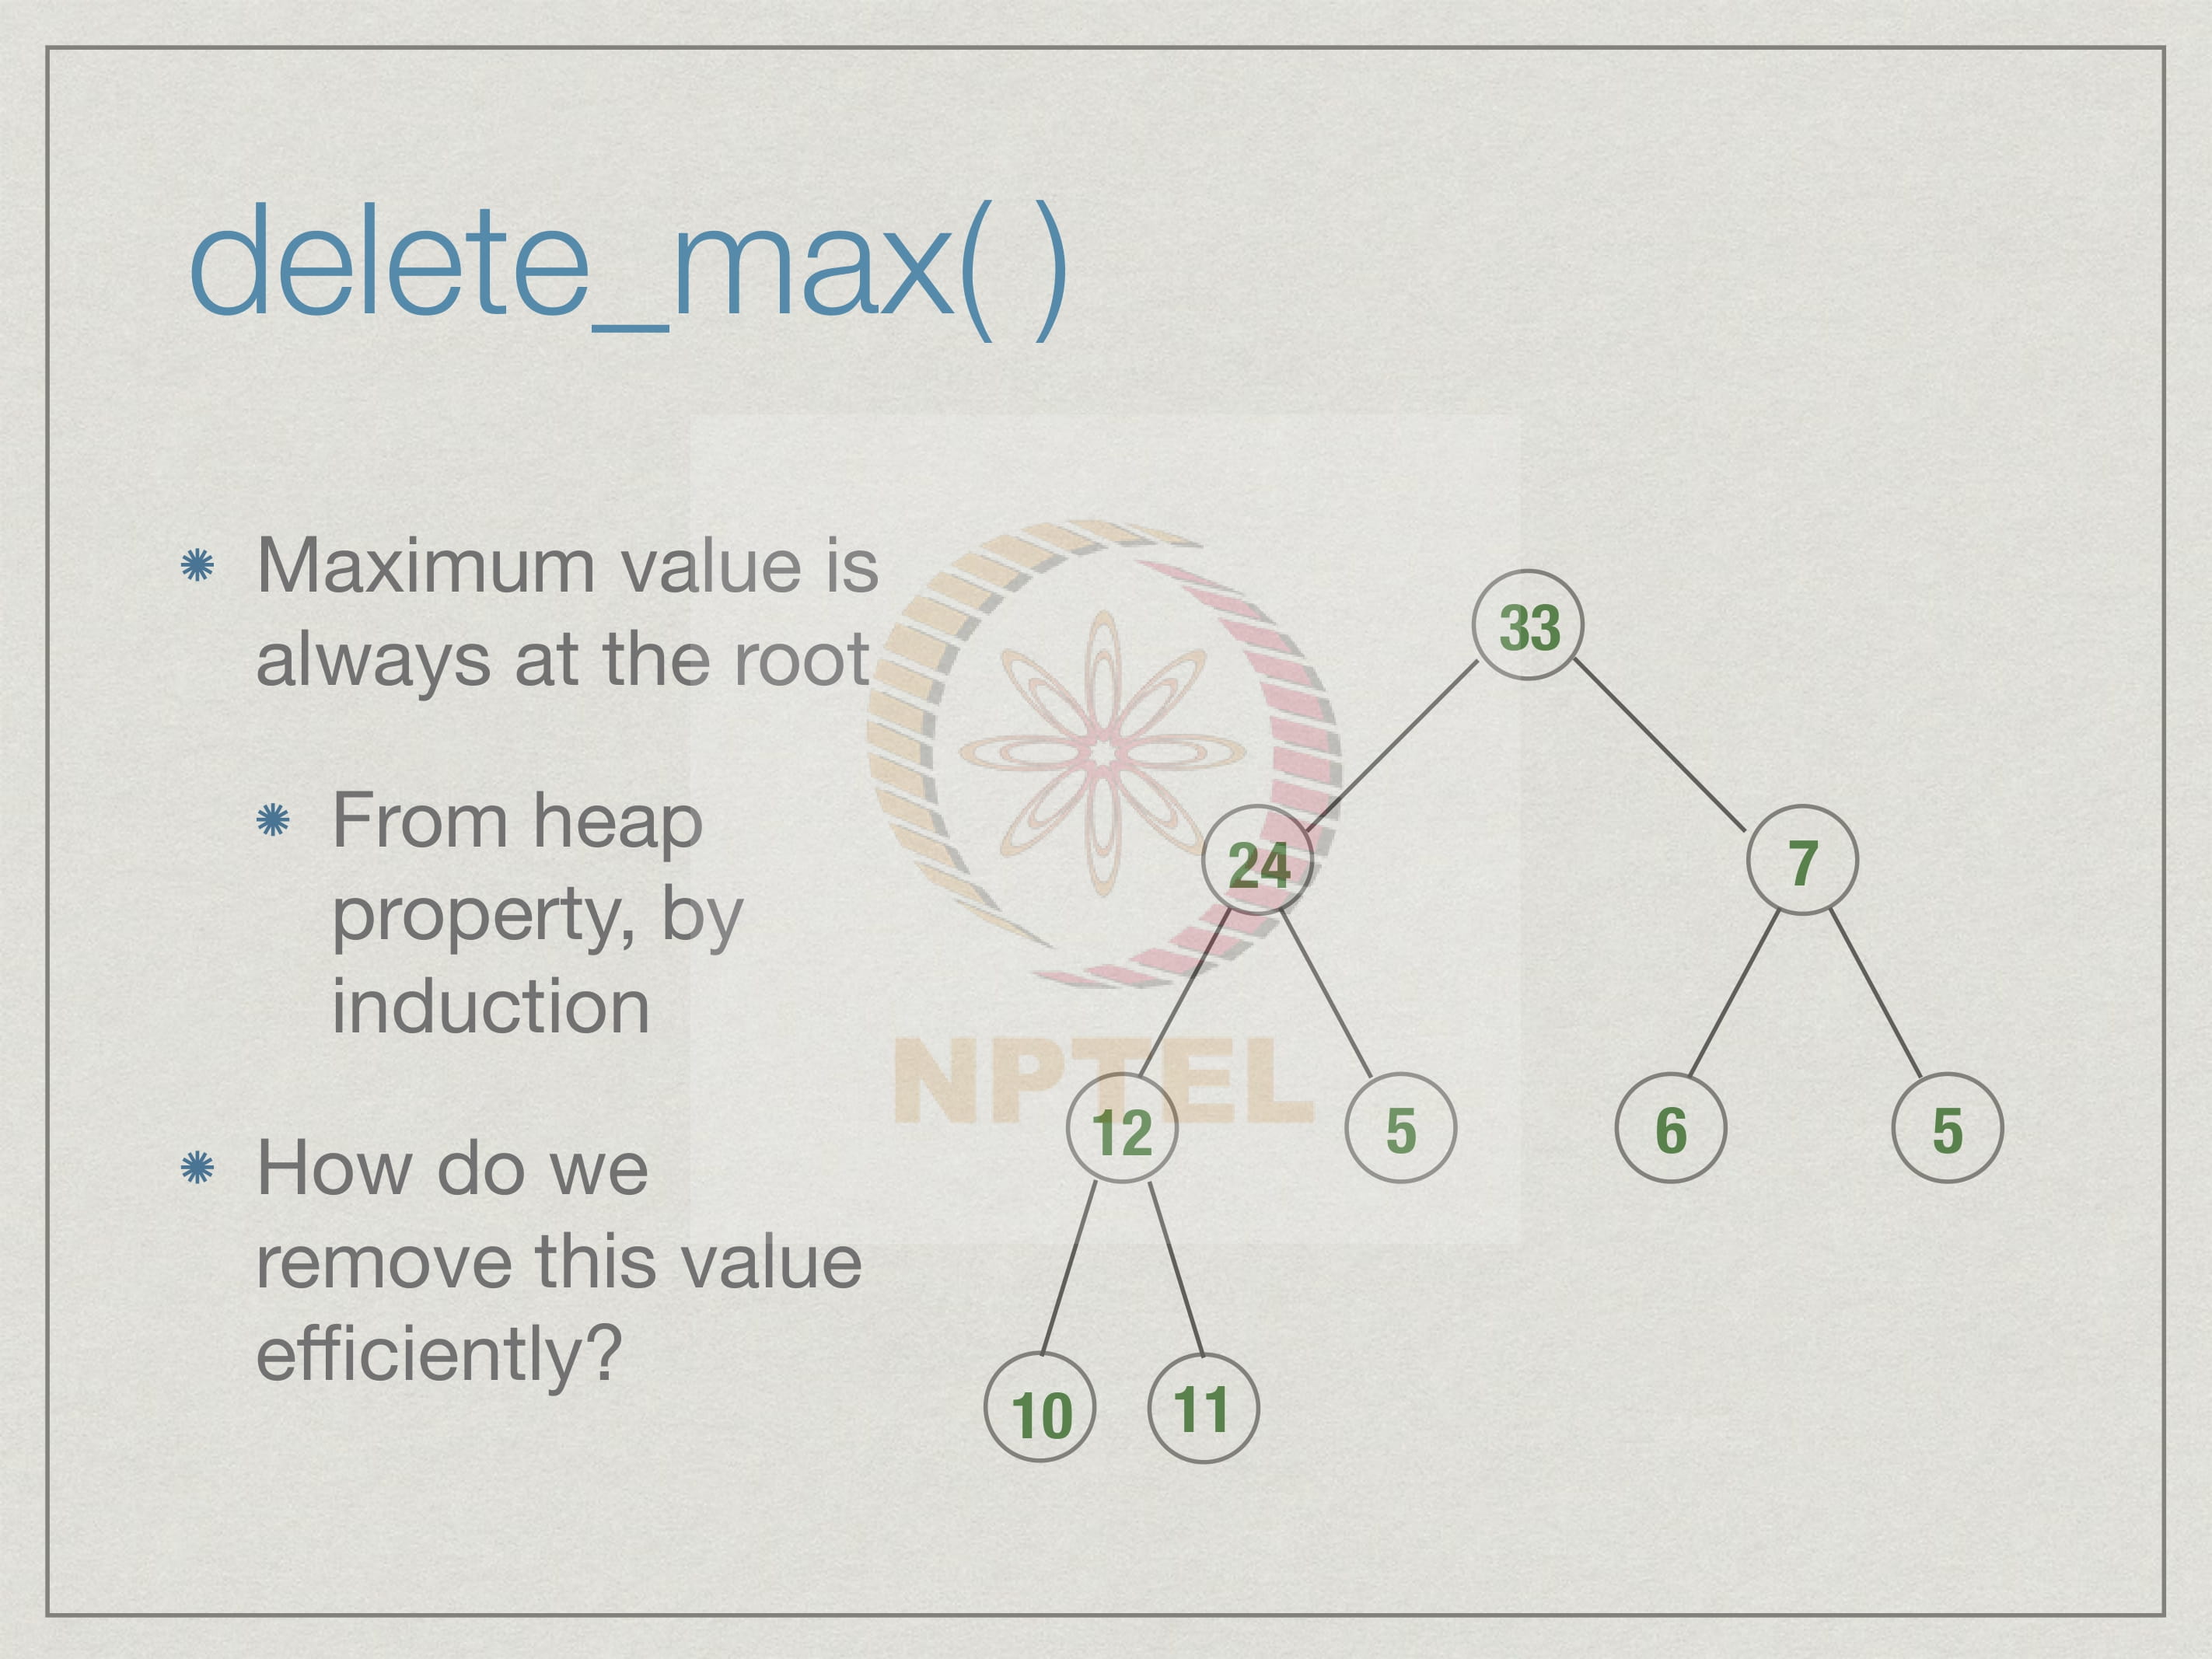 delete_max( )
Maximum value is
always at the root
From heap
property, by
induction
How do we
remove this value
efficiently?
33
24
7
12
5
6
5
10
11
NPTEL